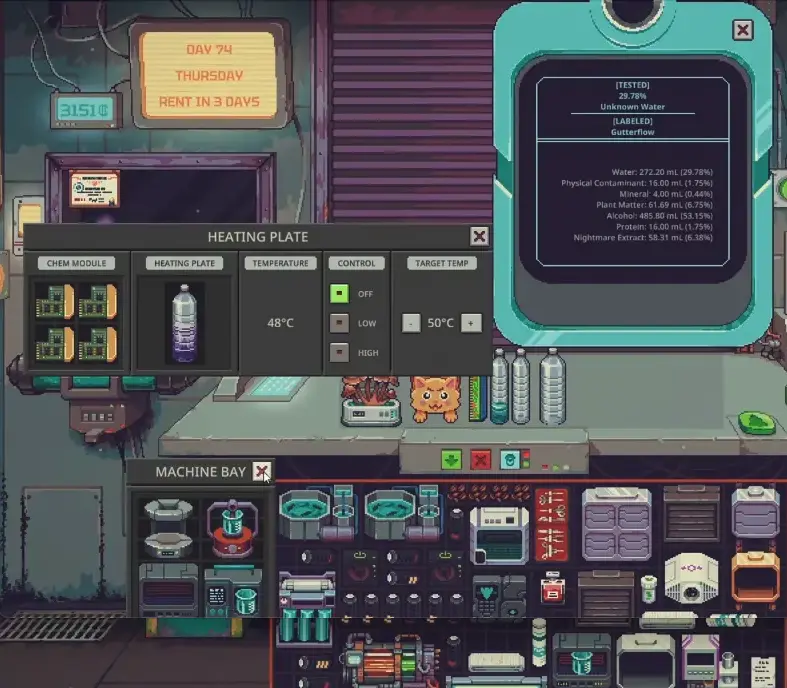 DAY 74
THURSDAY
RENT IN 3 DAYS
3151₵
[TESTED]
29.78%
Unknown Water
[LABELED]
Gutterflow
Water: 272.20 mL (29.78%)
Physical Contaminant: 16.00 mL (1.75%)
Mineral: 4.00 mL (0.44%)
Plant Matter: 61.69 mL (6.75%)
Alcohol: 485.80 mL (53.15%)
Protein: 16.00 mL (1.75%)
Nightmare Extract: 58.31 mL (6.38%)
HEATING PLATE
CHEM MODULE
HEATING PLATE
TEMPERATURE
CONTROL
TARGET TEMP
OFF
48°C
LOW
- 50°C +
HIGH
MACHINE BAY